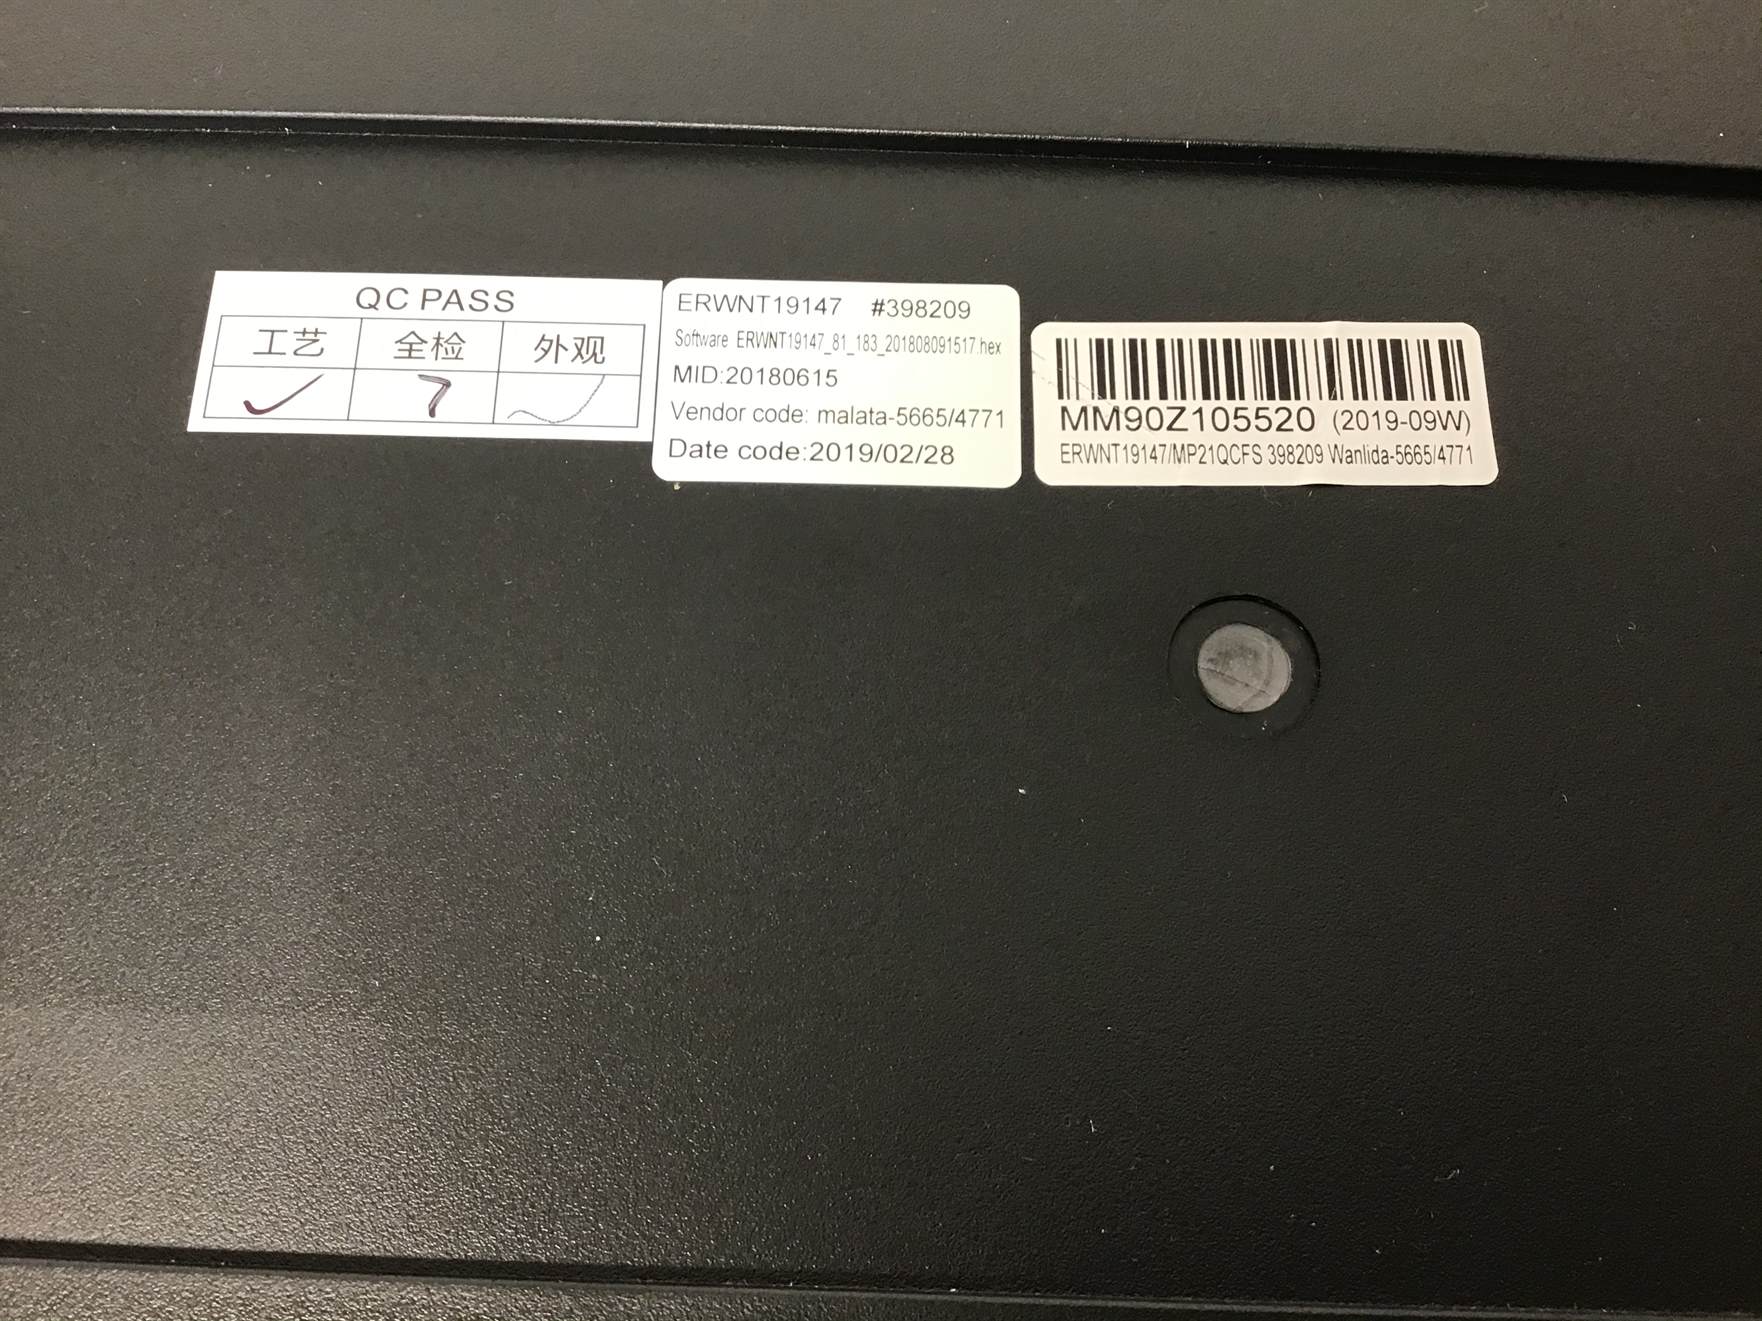 QC PASS
工艺 全检 外观
ERWNT19147 #398209
Software ERWNT19147_81_183_201808091517.hex
MID:20180615
Vendor code: malata-5665/4771
Date code:2019/02/28
MM90Z105520 (2019-09W)
ERWNT19147/MP21QCFS 398209 Wanlida-5665/4771